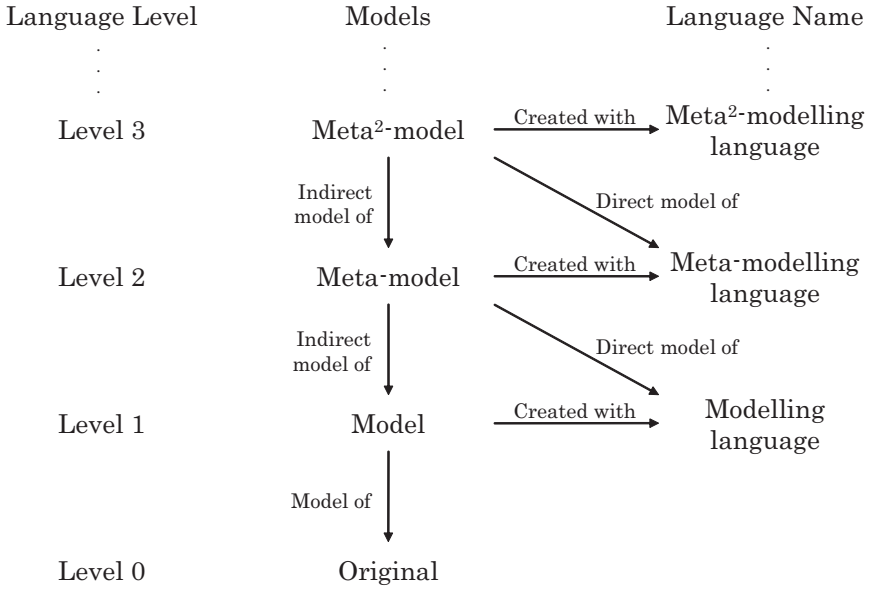 Language Level Models Language Name
. . .
. . .
. . .
Level 3 Meta²-model Created with Meta²-modelling
language
Indirect
model of Direct model of
Level 2 Meta-model Created with Meta-modelling
language
Indirect
model of Direct model of
Level 1 Model Created with Modelling
language
Model of
Level 0 Original